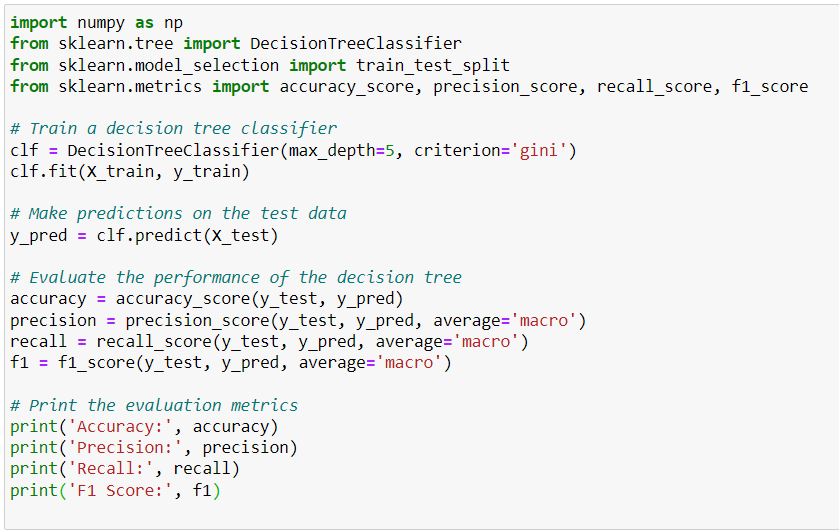 import numpy as np
from sklearn.tree import DecisionTreeClassifier
from sklearn.model_selection import train_test_split
from sklearn.metrics import accuracy_score, precision_score, recall_score, f1_score
# Train a decision tree classifier
clf = DecisionTreeClassifier(max_depth=5, criterion='gini')
clf.fit(X_train, y_train)
# Make predictions on the test data
y_pred = clf.predict(X_test)
# Evaluate the performance of the decision tree
accuracy = accuracy_score(y_test, y_pred)
precision = precision_score(y_test, y_pred, average='macro')
recall = recall_score(y_test, y_pred, average='macro')
f1 = f1_score(y_test, y_pred, average='macro')
# Print the evaluation metrics
print('Accuracy:', accuracy)
print('Precision:', precision)
print('Recall:', recall)
print('F1 Score:', f1)